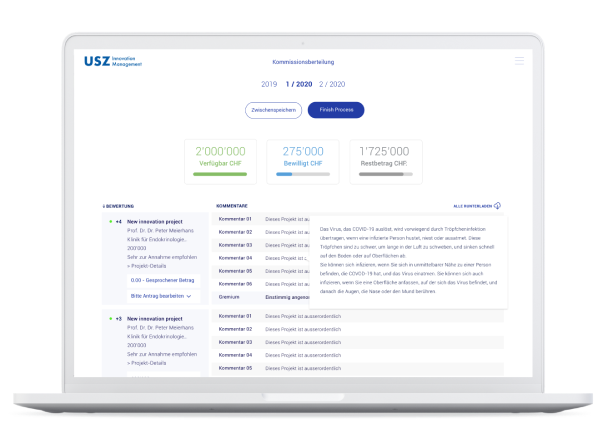 USZ Innovation
Management
Kommissionsberteilung
2019 1 / 2020 2 / 2020
Zwischenspeichern Finish Process
2'000'000 275'000 1'725'000
Verfügbar CHF Bewilligt CHF Restbetrag CHF
BEWERTUNG KOMMENTARE ALLE RUNTERLADEN
+4 New innovation project
Prof. Dr. Dr. Peter Meierhans
Klinik für Endokrinologie,
200'000
Sehr zur Annahme empfohlen
» Projekt-Details
0.00 - Gesprochener Betrag
Bitte Antrag bearbeiten
Kommentar 01 Dieses Projekt ist
Kommentar 02 Dieses Projekt ist
Kommentar 03 Dieses Projekt ist
Kommentar 04 Dieses Projekt ist
Kommentar 05 Dieses Projekt ist
Kommentar 06 Dieses Projekt ist
Gremium Einstimmig
Das Virus, das COVID-19 auslöst, wird vorwiegend durch Tröpfcheninfektion
übertragen, wenn eine infizierte Person hustet, niest oder ausatmet. Diese
Tröpfchen sind zu schwer, um lange in der Luft zu schweben, und sinken schnell
auf den Boden oder auf Oberflächen ab.
Sie können sich infizieren, wenn Sie sich in unmittelbarer Nähe zu einer Person
befinden, die COVID-19 hat, und das Virus einatmen. Sie können sich auch
infizieren, wenn Sie eine Oberfläche anfassen, auf der sich das Virus befindet, und
danach die Augen, die Nase oder den Mund berühren.
+3 New innovation project
Prof. Dr. Dr. Peter Meierhans
Klinik für Endokrinologie,
200'000
Sehr zur Annahme empfohlen
» Projekt-Details
Kommentar 01 Dieses Projekt ist ausserordentlich
Kommentar 02 Dieses Projekt ist ausserordentlich
Kommentar 03 Dieses Projekt ist ausserordentlich
Kommentar 04 Dieses Projekt ist ausserordentlich
Kommentar 05 Dieses Projekt ist ausserordentlich